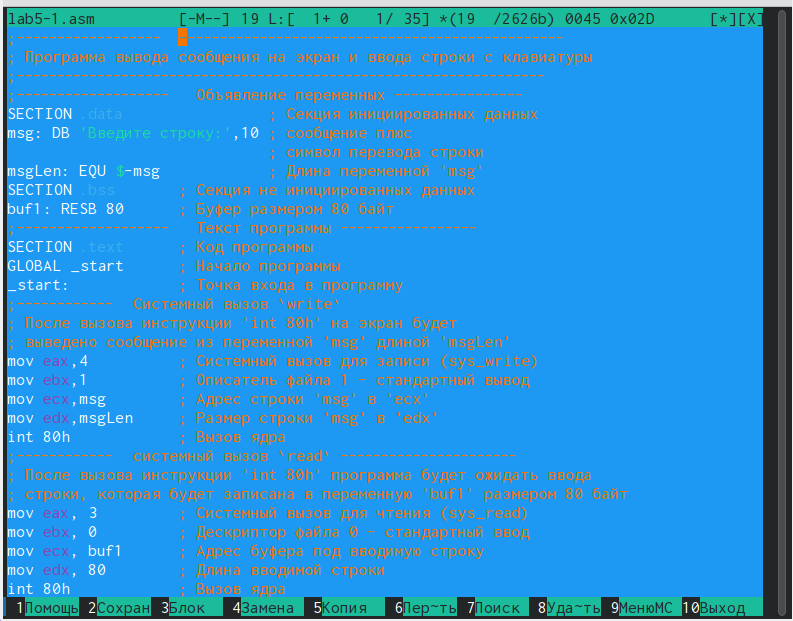 lab5-1.asm [-M--] 19 L:[ 1+ 0 1/ 35] *(19 /2626b) 0045 0x02D [*][X]
;----------------- ------------------------------------------
; Программа вывода сообщения на экран и ввода строки с клавиатуры
;-----------------------------------------------------------
;----------------- Объявление переменных ----------------
SECTION .data ; Секция инициированных данных
msg: DB 'Введите строку:',10 ; сообщение плюс
; символ перевода строки
msgLen: EQU $-msg ; Длина переменной 'msg'
SECTION .bss ; Секция не инициированных данных
buf1: RESB 80 ; Буфер размером 80 байт
;----------------- Текст программы ---------------
SECTION .text ; Код программы
GLOBAL _start ; Начало программы
_start: ; Точка входа в программу
;----------- Системный вызов `write`
; После вызова инструкции 'int 80h' на экран будет
; выведено сообщение из переменной 'msg' длиной 'msgLen'
mov eax,4 ; Системный вызов для записи (sys_write)
mov ebx,1 ; Описатель файла 1 - стандартный вывод
mov ecx,msg ; Адрес строки 'msg' в 'ecx'
mov edx,msgLen ; Размер строки 'msg' в 'edx'
int 80h ; Вызов ядра
;----------- системный вызов `read` ----------------------
; После вызова инструкции 'int 80h' программа будет ожидать ввода
; строки, которая будет записана в переменную 'buf1' размером 80 байт
mov eax, 3 ; Системный вызов для чтения (sys_read)
mov ebx, 0 ; Дескриптор файла 0 - стандартный ввод
mov ecx, buf1 ; Адрес буфера под вводимую строку
mov edx, 80 ; Длина вводимой строки
int 80h ; Вызов ядра
1Помощь 2Сохран 3Блок 4Замена 5Копия 6Пер~ть 7Поиск 8Уда~ть 9МенюMC 10Выход